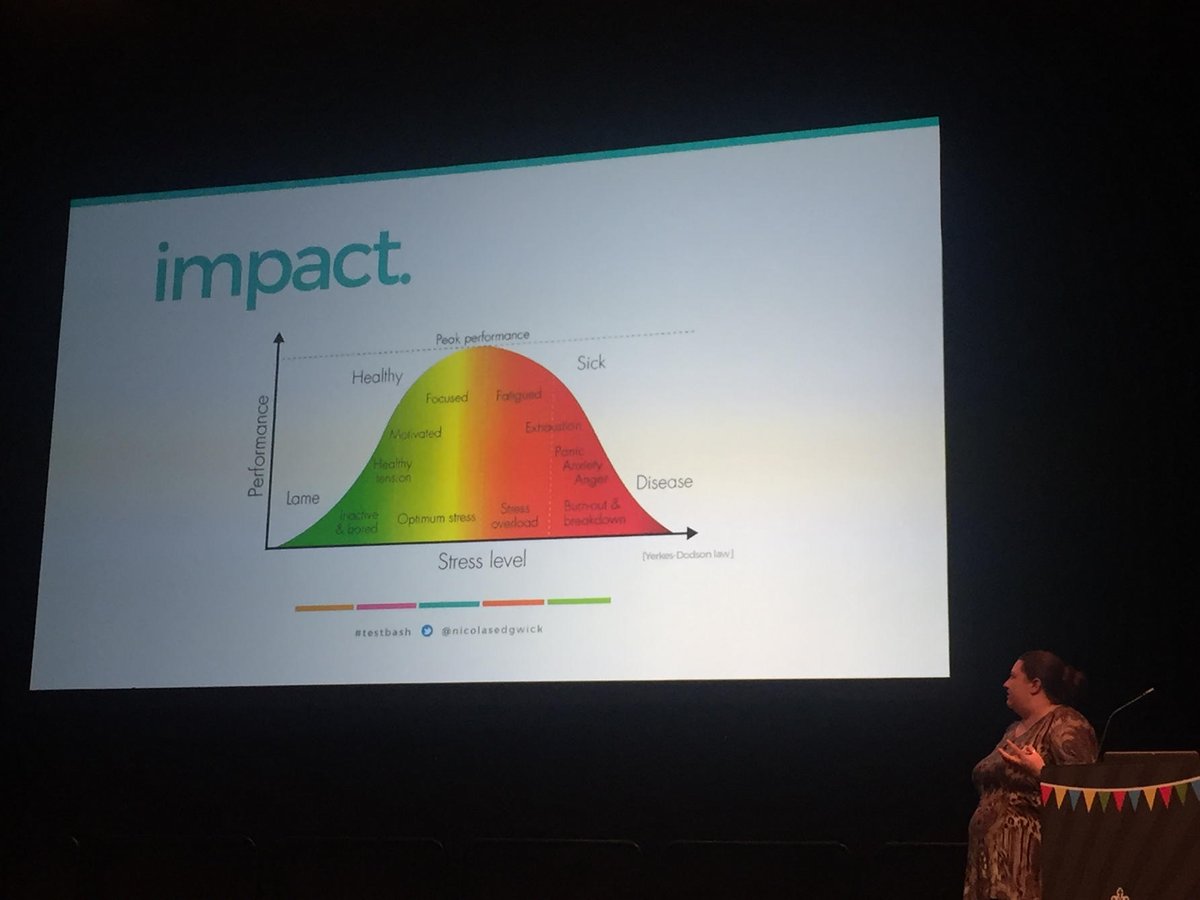 impact.
Peak performance
Healthy
Sick
Focused
Fatigued
Motivated
Exhaustion
Healthy
tension
Panic
Anxiety
Anger
Performance
Lame
Disease
Inactive
& bored
Optimum stress
Stress
overload
Burn-out &
breakdown
Stress level
[Yerkes-Dodson law]
#testbash @nicolasedgwick